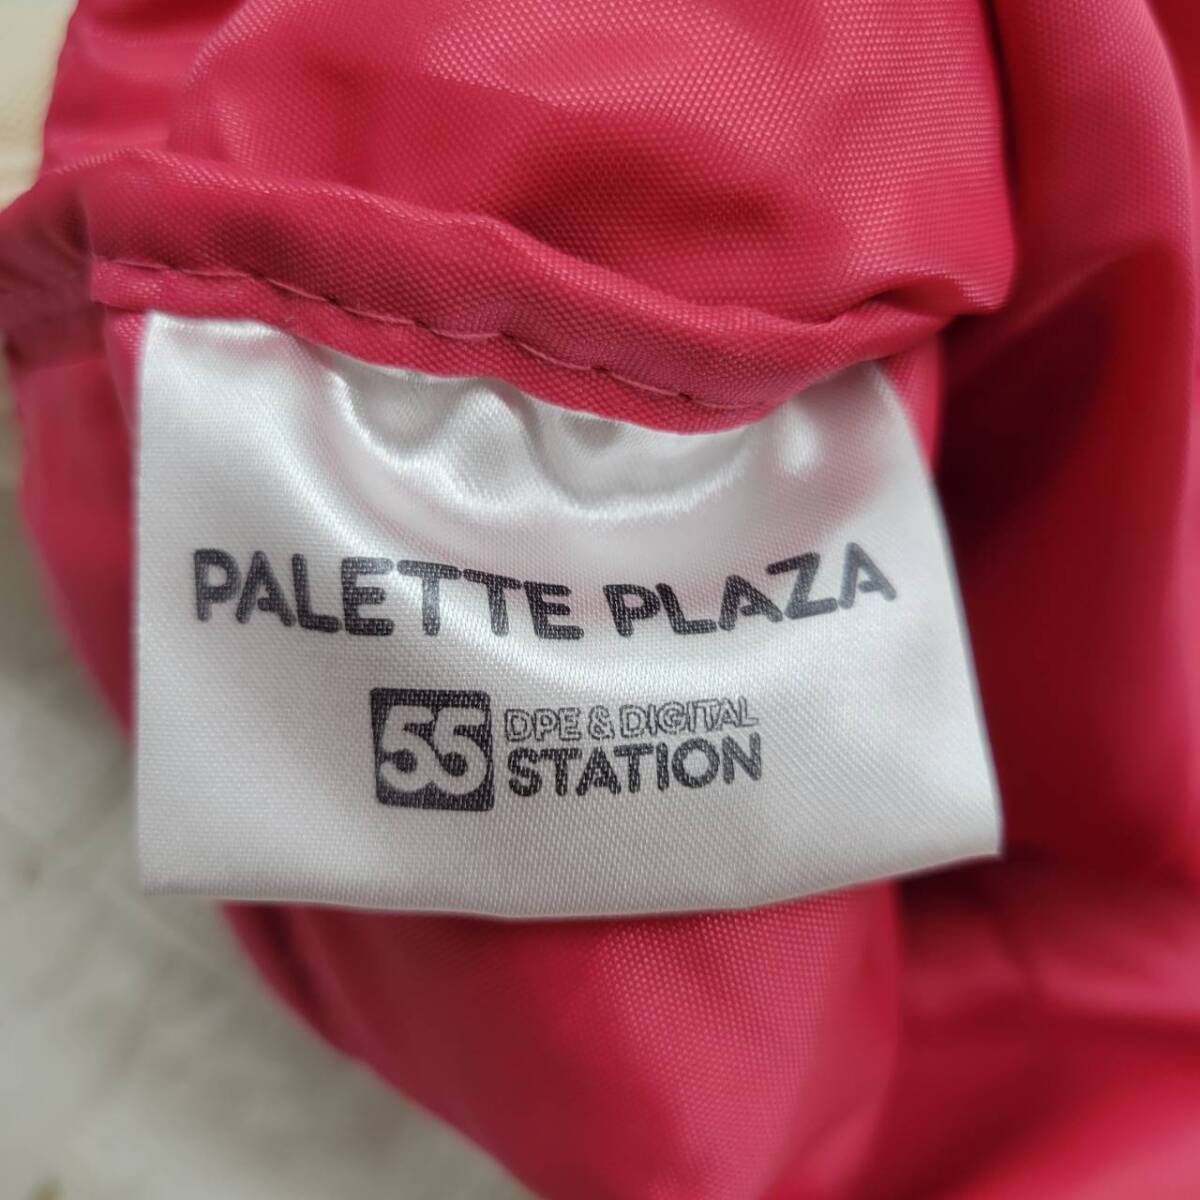 PALETTE PLAZA
55 DPE & DIGITAL
STATION